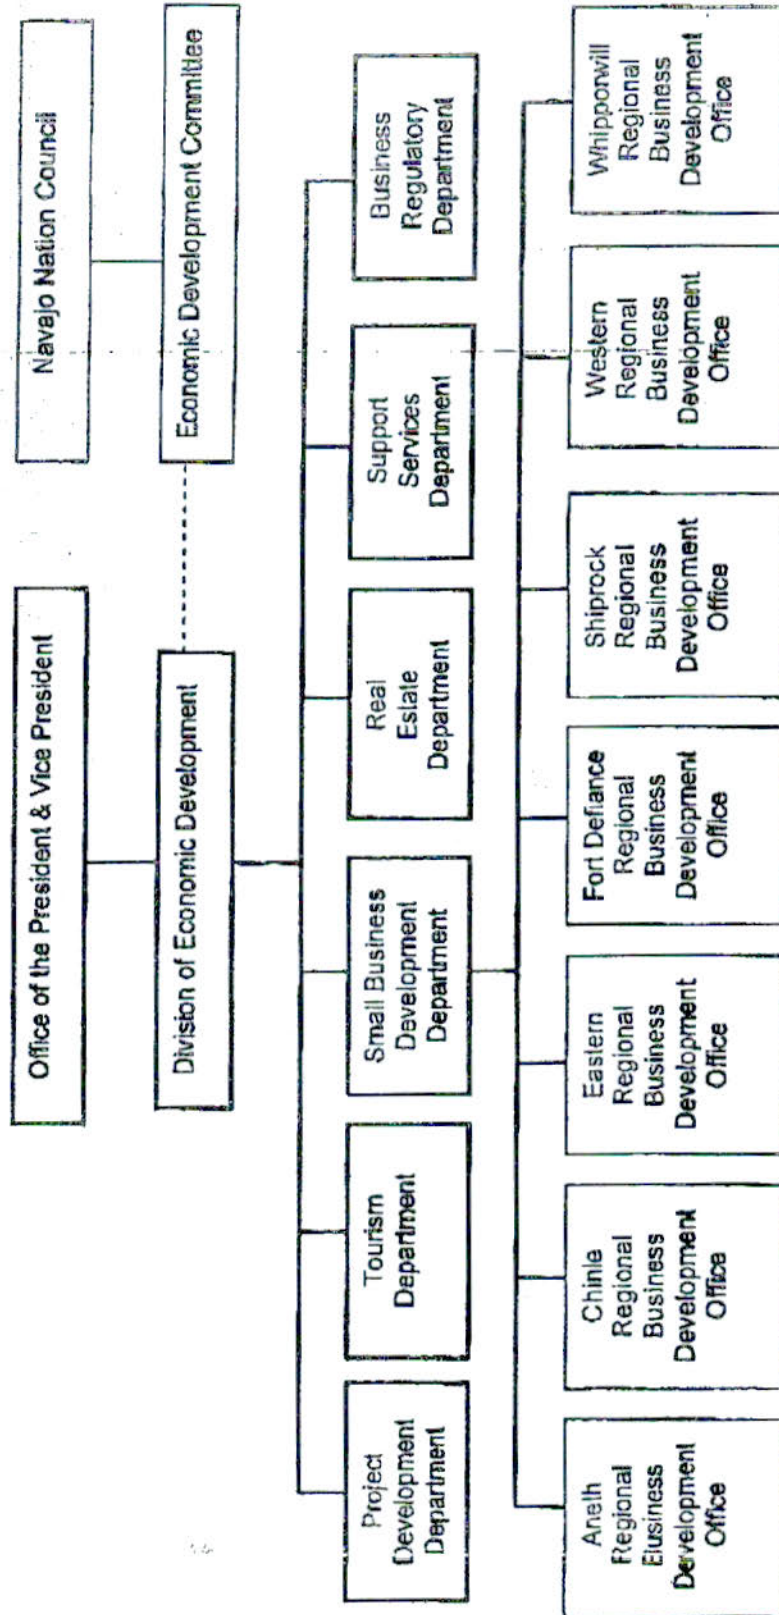 Office of the President & Vice President
Navajo Nation Council
Division of Economic Development
Economic Development Committee
Project
Development
Department
Tourism
Department
Small Business
Development
Department
Real
Estate
Department
Support
Services
Department
Business
Regulatory
Department
Aneth
Regional
Business
Development
Office
Chinle
Regional
Business
Development
Office
Eastern
Regional
Business
Development
Office
Fort Defiance
Regional
Business
Development
Office
Shiprock
Regional
Business
Development
Office
Western
Regional
Business
Development
Office
Whipporwill
Regional
Business
Development
Office